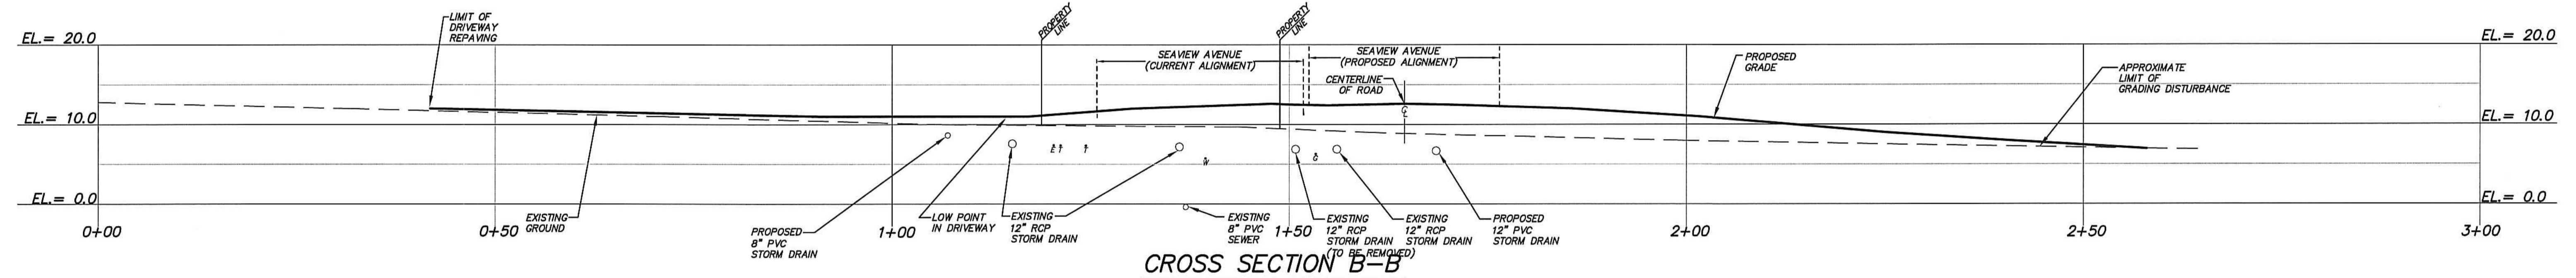 LIMIT OF
DRIVEWAY
REPAVING
PROPERTY
LINE
PROPERTY
LINE
EL.= 20.0
EL.= 20.0
SEAVIEW AVENUE
(CURRENT ALIGNMENT)
SEAVIEW AVENUE
(PROPOSED ALIGNMENT)
CENTERLINE
OF ROAD
PROPOSED
GRADE
APPROXIMATE
LIMIT OF
GRADING DISTURBANCE
EL.= 10.0
EL.= 10.0
E T
T
W
G
EL.= 0.0
EL.= 0.0
EXISTING
GROUND
PROPOSED
8" PVC
STORM DRAIN
LOW POINT
IN DRIVEWAY
EXISTING
12" RCP
STORM DRAIN
EXISTING
8" PVC
SEWER
EXISTING
12" RCP
STORM DRAIN
(TO BE REMOVED)
EXISTING
12" RCP
STORM DRAIN
PROPOSED
12" PVC
STORM DRAIN
0+00
0+50
1+00
1+50
2+00
2+50
3+00
CROSS SECTION B-B